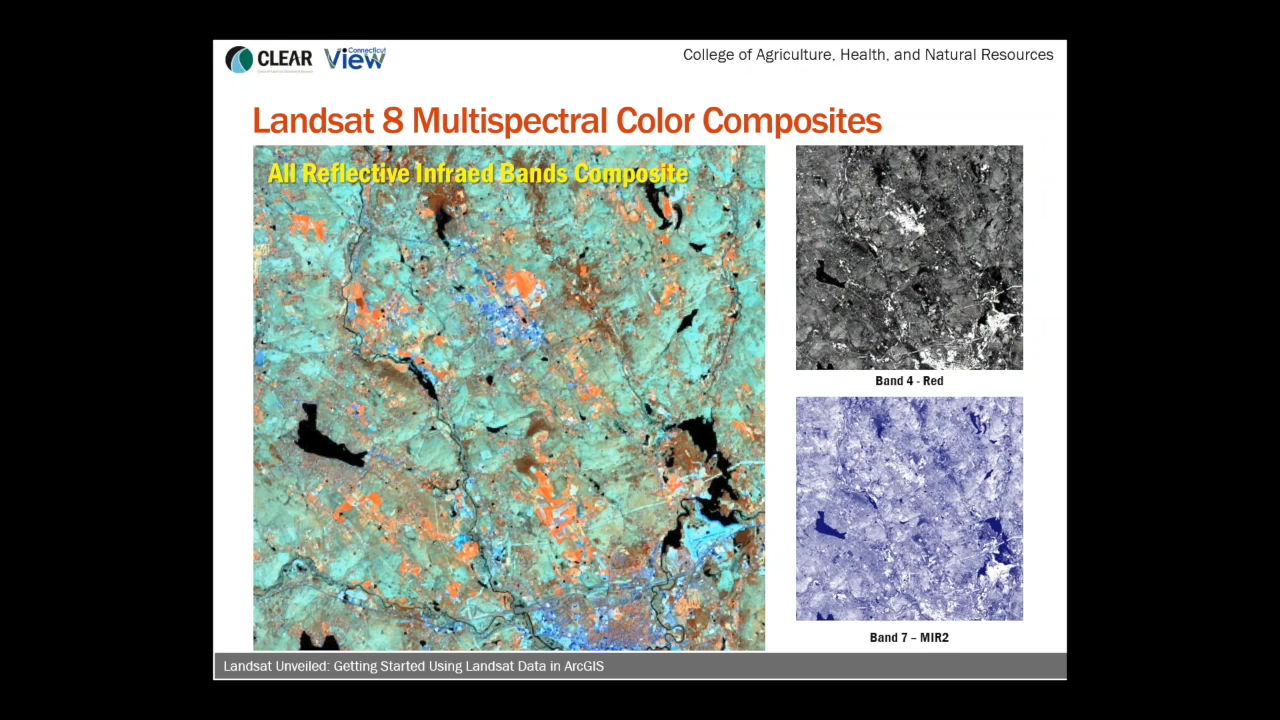 CLEAR
Connecticut
View
College of Agriculture, Health, and Natural Resources
Landsat 8 Multispectral Color Composites
All Reflective Infraed Bands Composite
Band 4 - Red
Band 7 – MIR2
Landsat Unveiled: Getting Started Using Landsat Data in ArcGIS